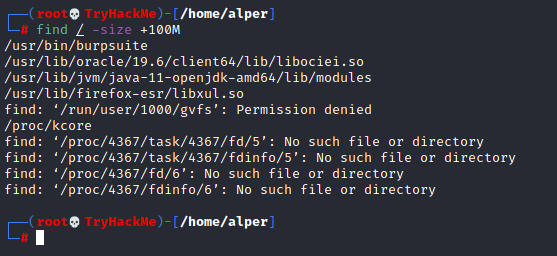 ┌──(root💀TryHackMe)-[/home/alper]
└─# find / -size +100M
/usr/bin/burpsuite
/usr/lib/oracle/19.6/client64/lib/libociei.so
/usr/lib/jvm/java-11-openjdk-amd64/lib/modules
/usr/lib/firefox-esr/libxul.so
find: ‘/run/user/1000/gvfs’: Permission denied
/proc/kcore
find: ‘/proc/4367/task/4367/fd/5’: No such file or directory
find: ‘/proc/4367/task/4367/fdinfo/5’: No such file or directory
find: ‘/proc/4367/fd/6’: No such file or directory
find: ‘/proc/4367/fdinfo/6’: No such file or directory
┌──(root💀TryHackMe)-[/home/alper]
└─#